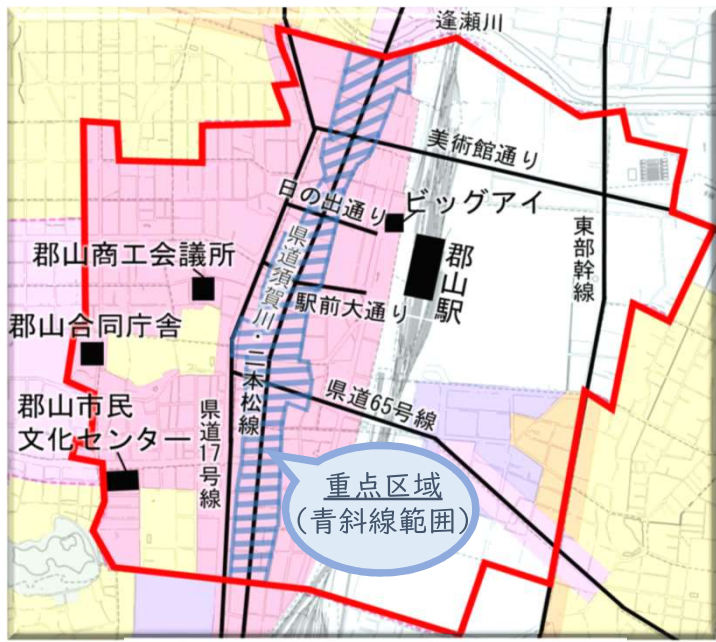 逢瀬川
美術館通り
日の出通り
ビッグアイ
郡山商工会議所
県道須賀川・二本松線
郡山駅
東部幹線
駅前大通り
郡山合同庁舎
県道65号線
郡山市民
文化センター
県道17号線
重点区域
(青斜線範囲)